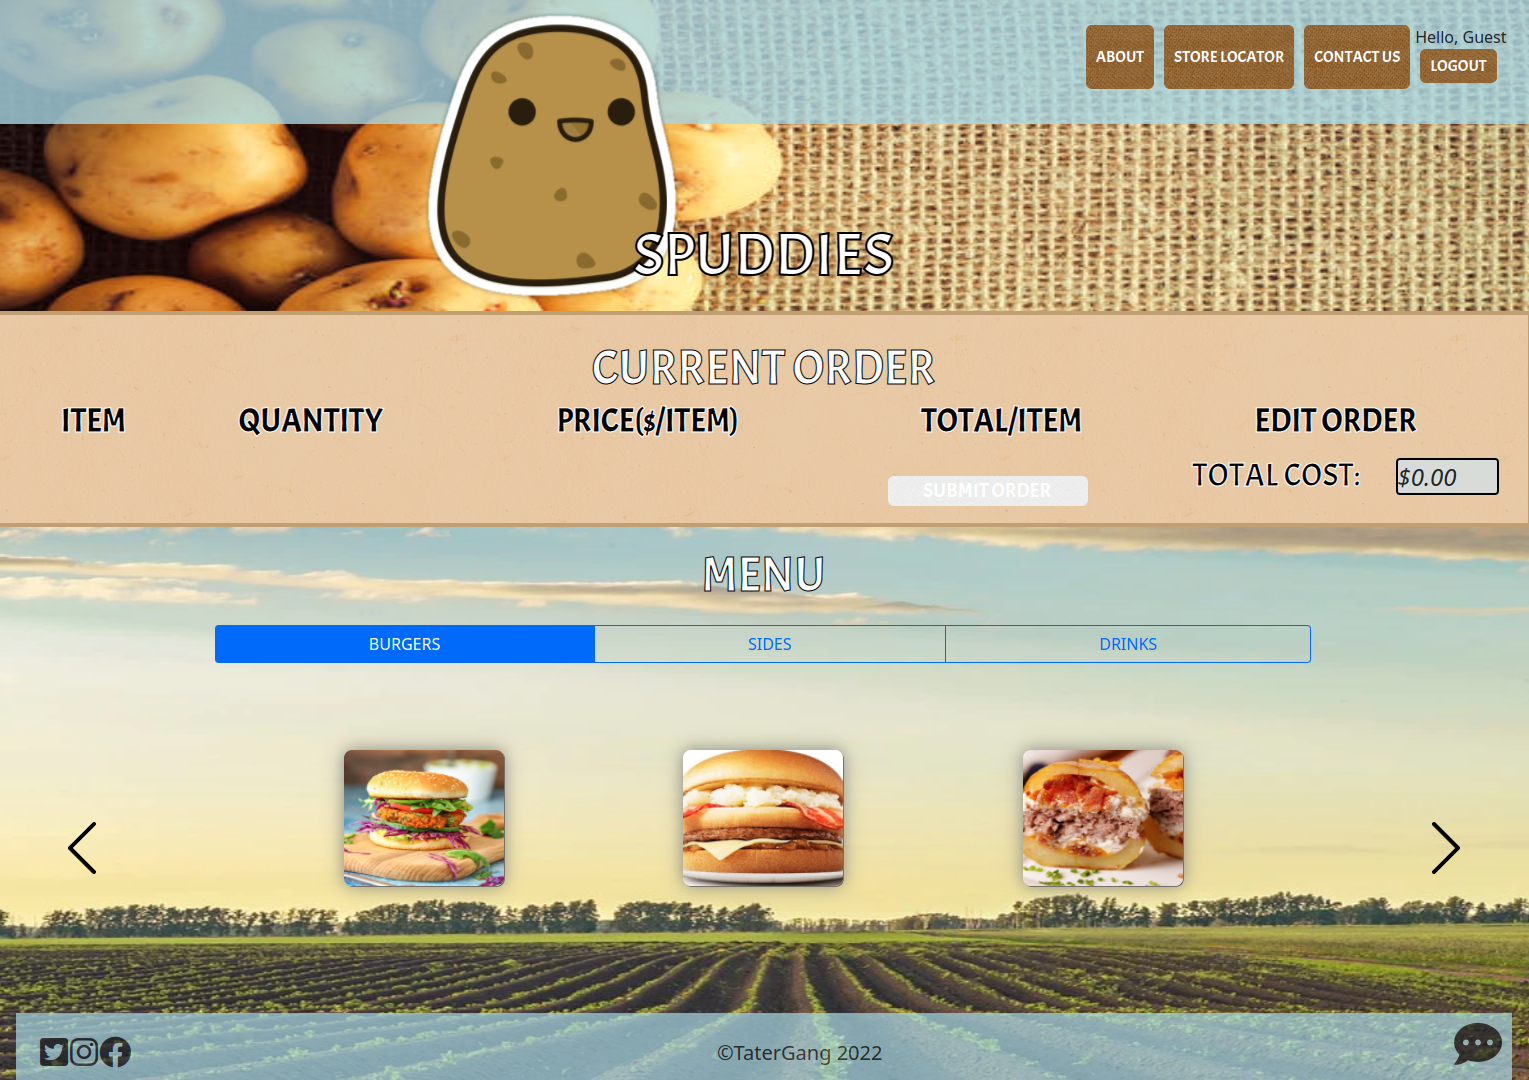 ABOUT
STORE LOCATOR
CONTACT US
Hello, Guest
LOGOUT
SPUDDIES
CURRENT ORDER
ITEM QUANTITY PRICE($/ITEM) TOTAL/ITEM EDIT ORDER
TOTAL COST: $0.00
SUBMIT ORDER
MENU
BURGERS SIDES DRINKS
©TaterGang 2022